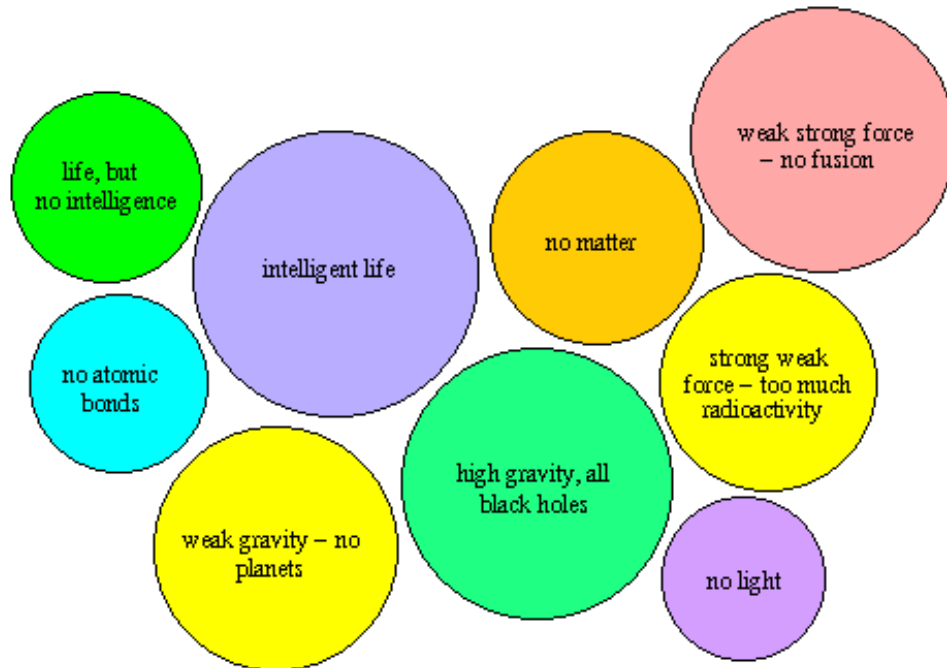 weak strong force
– no fusion
life, but
no intelligence
intelligent life
no matter
no atomic
bonds
strong weak
force – too much
radioactivity
high gravity, all
black holes
weak gravity – no
planets
no light